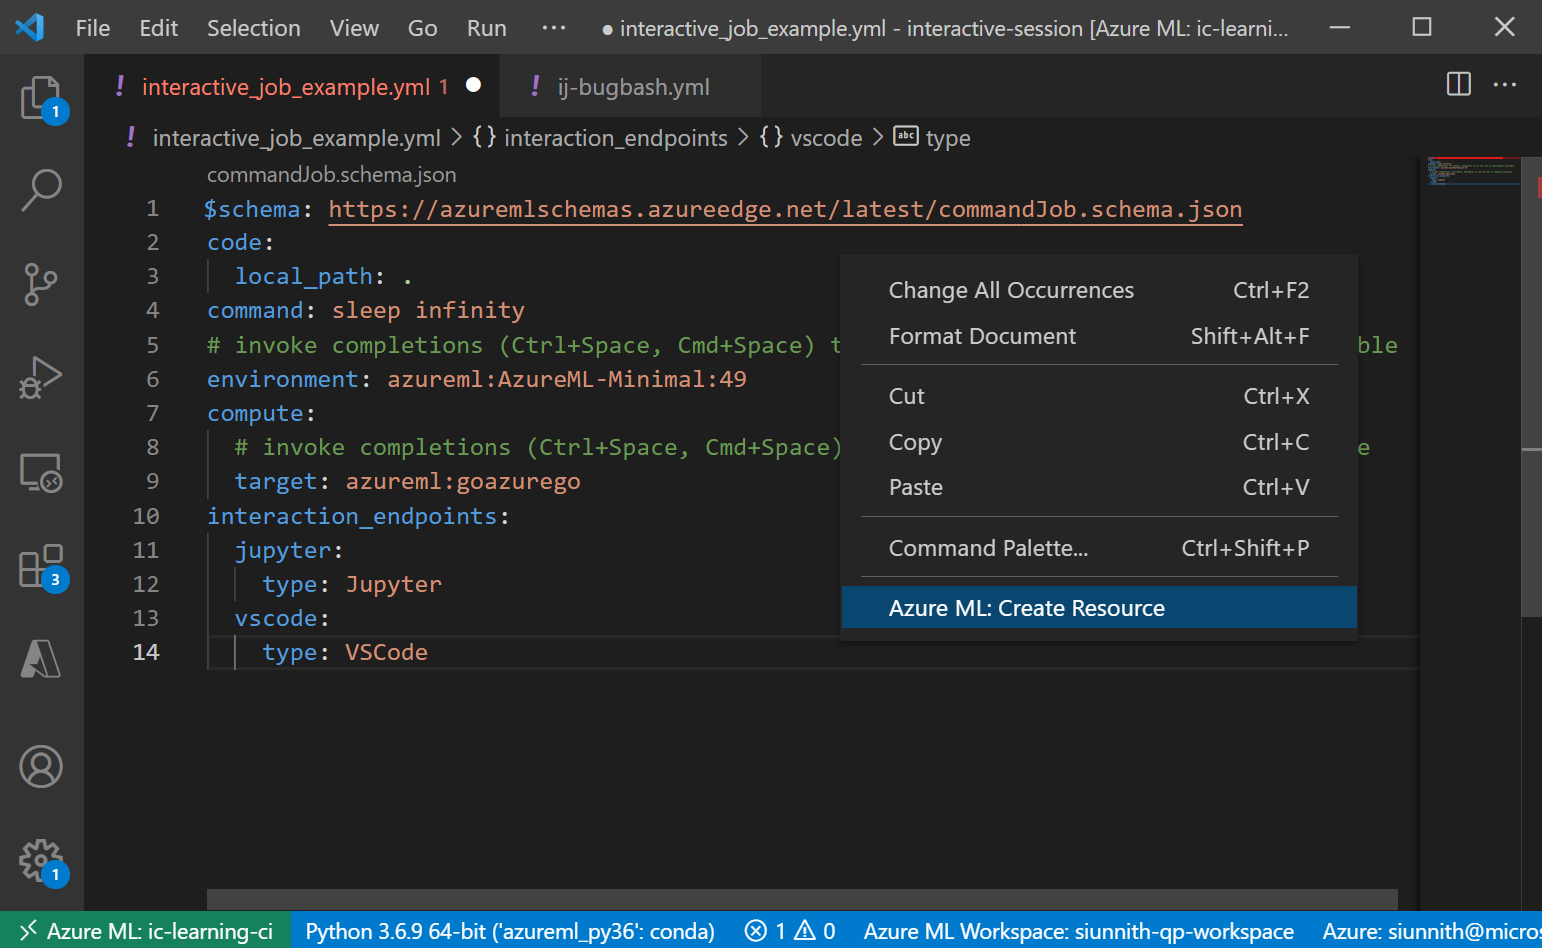 File Edit Selection View Go Run ··· ● interactive_job_example.yml - interactive-session [Azure ML: ic-learni...
! interactive_job_example.yml 1 ● ! ij-bugbash.yml
! interactive_job_example.yml > {} interaction_endpoints > {} vscode > abc type
commandJob.schema.json
1 $schema: https://azuremlschemas.azureedge.net/latest/commandJob.schema.json
2 code:
3 local_path: .
4 command: sleep infinity
5 # invoke completions (Ctrl+Space, Cmd+Space) t ble
6 environment: azureml:AzureML-Minimal:49
7 compute:
8 # invoke completions (Ctrl+Space, Cmd+Space) e
9 target: azureml:goazurego
10 interaction_endpoints:
11 jupyter:
12 type: Jupyter
13 vscode:
14 type: VSCode
Change All Occurrences Ctrl+F2
Format Document Shift+Alt+F
Cut Ctrl+X
Copy Ctrl+C
Paste Ctrl+V
Command Palette... Ctrl+Shift+P
Azure ML: Create Resource
1
3
1
Azure ML: ic-learning-ci Python 3.6.9 64-bit ('azureml_py36': conda) 1 0 Azure ML Workspace: siunnith-qp-workspace Azure: siunnith@micros